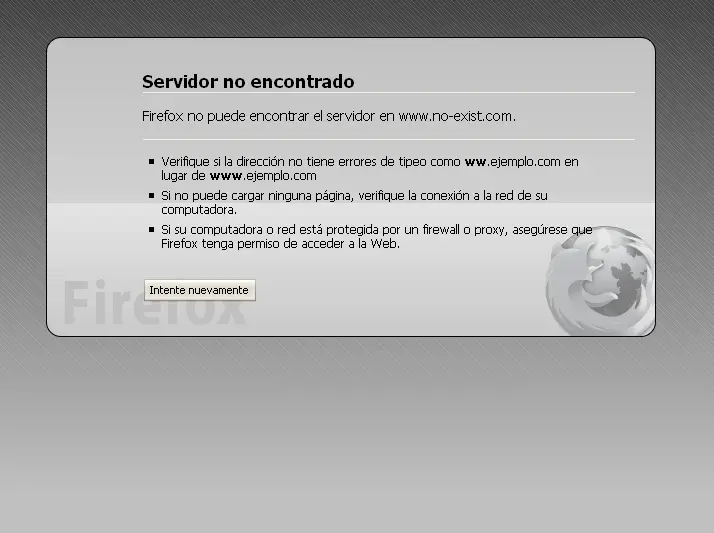 Servidor no encontrado
Firefox no puede encontrar el servidor en www.no-exist.com.
Verifique si la dirección no tiene errores de tipeo como ww.ejemplo.com en
lugar de www.ejemplo.com
Si no puede cargar ninguna página, verifique la conexión a la red de su
computadora.
Si su computadora o red está protegida por un firewall o proxy, asegúrese que
Firefox tenga permiso de acceder a la Web.
Intente nuevamente
Firefox